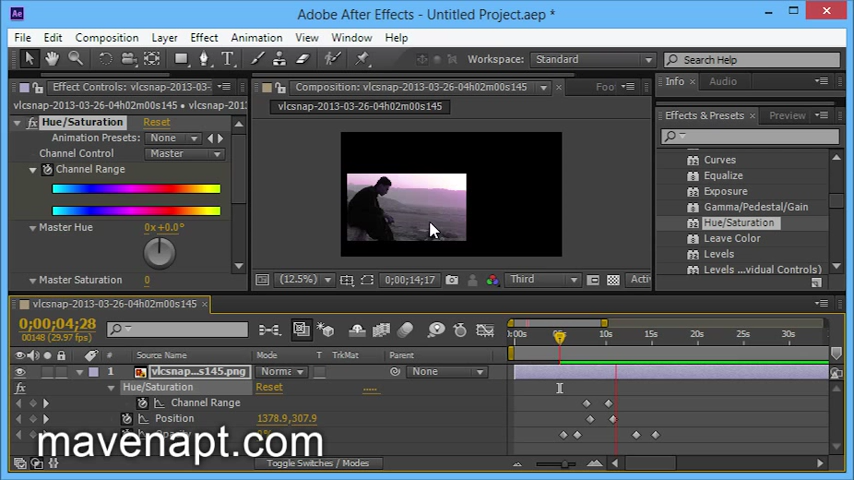 Adobe After Effects - Untitled Project.aep *
File Edit Composition Layer Effect Animation View Window Help
Workspace: Standard Search Help
Effect Controls: vlcsnap-2013-03- Composition: vlcsnap-2013-03-26-04h02m00s145 Foo Info Audio
vlcsnap-2013-03-26-04h02m00s145 • vlcsnap-201 vlcsnap-2013-03-26-04h02m00s145
Effects & Presets Preview
fx Hue/Saturation Reset
Animation Presets: None
Channel Control: Master
Channel Range
Master Hue 0x+0.0°
Master Saturation 0
Curves
Equalize
Exposure
Gamma/Pedestal/Gain
Hue/Saturation
Leave Color
Levels
Levels ...vidual Controls)
(12.5%) 0;00;14;17 Third Acti
vlcsnap-2013-03-26-04h02m00s145
0;00;04;28
00148 (29.97 fps)
:00s 05s 10s 15s 20s 25s 30s
# Source Name Mode T TrkMat Parent
1 vlcsnap...s145.png Norma None
fx Hue/Saturation Reset
Channel Range
Position 1378.9,307.9
mavenapt.com
Toggle Switches / Modes